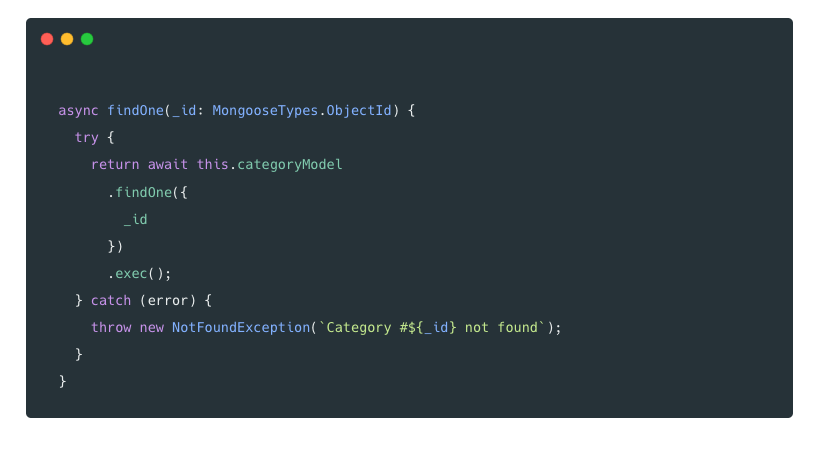 async findOne(_id: MongooseTypes.ObjectId) {
  try {
    return await this.categoryModel
      .findOne({
        _id
      })
      .exec();
  } catch (error) {
    throw new NotFoundException(`Category #${_id} not found`);
  }
}